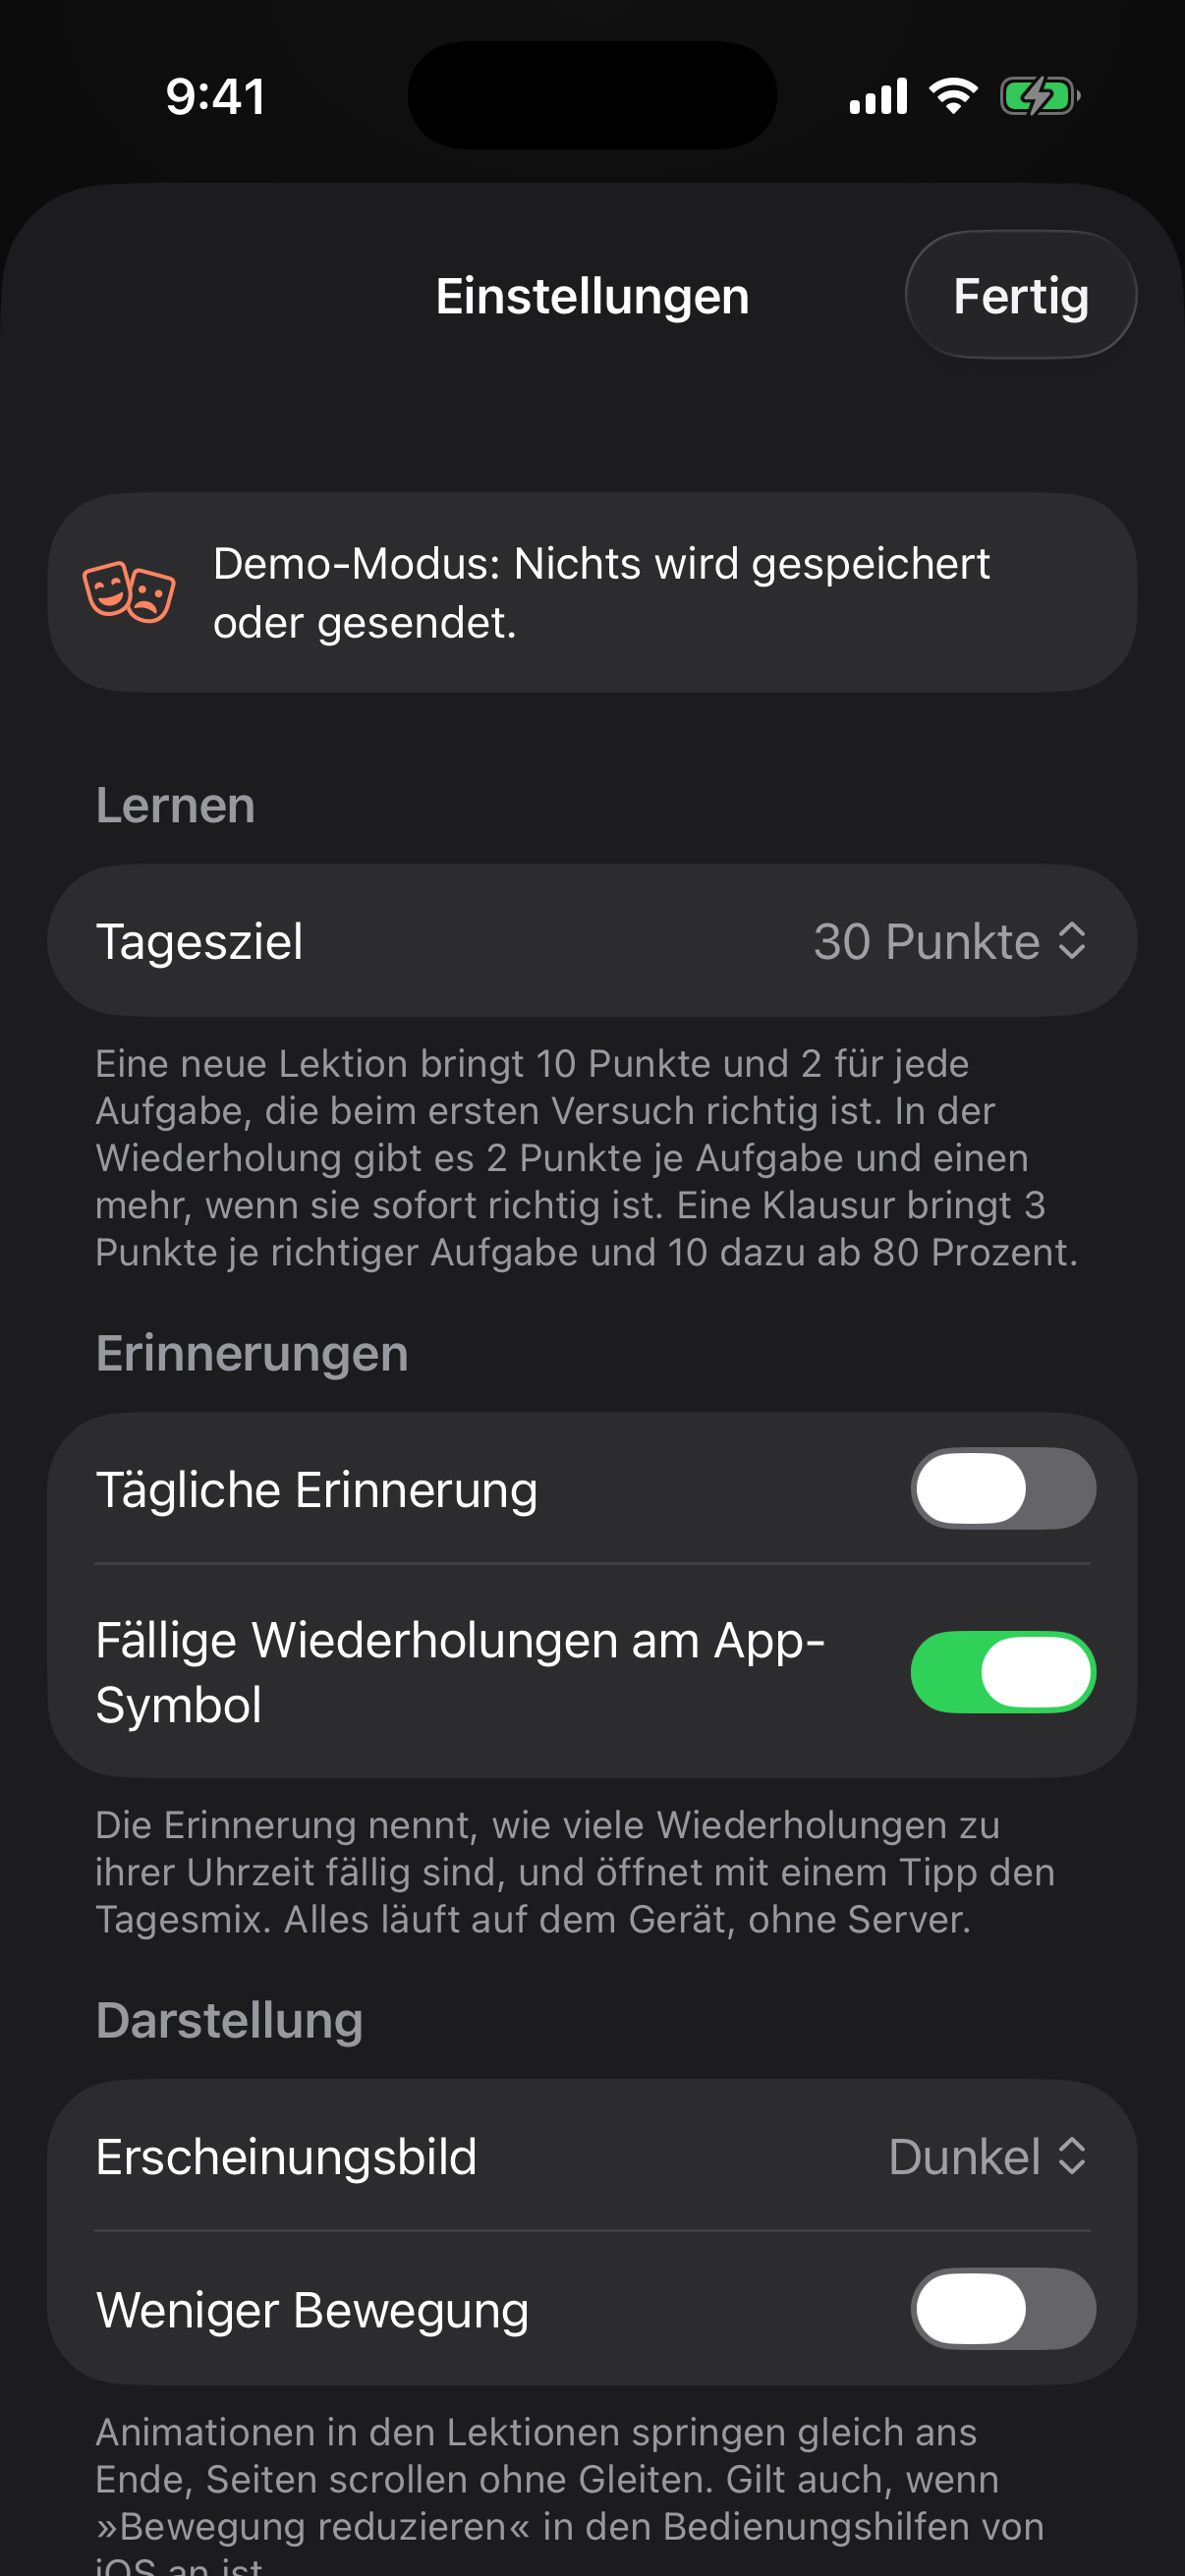 9:41
Einstellungen
Fertig
Demo-Modus: Nichts wird gespeichert
oder gesendet.
Lernen
Tagesziel
30 Punkte
Eine neue Lektion bringt 10 Punkte und 2 für jede
Aufgabe, die beim ersten Versuch richtig ist. In der
Wiederholung gibt es 2 Punkte je Aufgabe und einen
mehr, wenn sie sofort richtig ist. Eine Klausur bringt 3
Punkte je richtiger Aufgabe und 10 dazu ab 80 Prozent.
Erinnerungen
Tägliche Erinnerung
Fällige Wiederholungen am App-
Symbol
Die Erinnerung nennt, wie viele Wiederholungen zu
ihrer Uhrzeit fällig sind, und öffnet mit einem Tipp den
Tagesmix. Alles läuft auf dem Gerät, ohne Server.
Darstellung
Erscheinungsbild
Dunkel
Weniger Bewegung
Animationen in den Lektionen springen gleich ans
Ende, Seiten scrollen ohne Gleiten. Gilt auch, wenn
»Bewegung reduzieren« in den Bedienungshilfen von
iOS an ist.